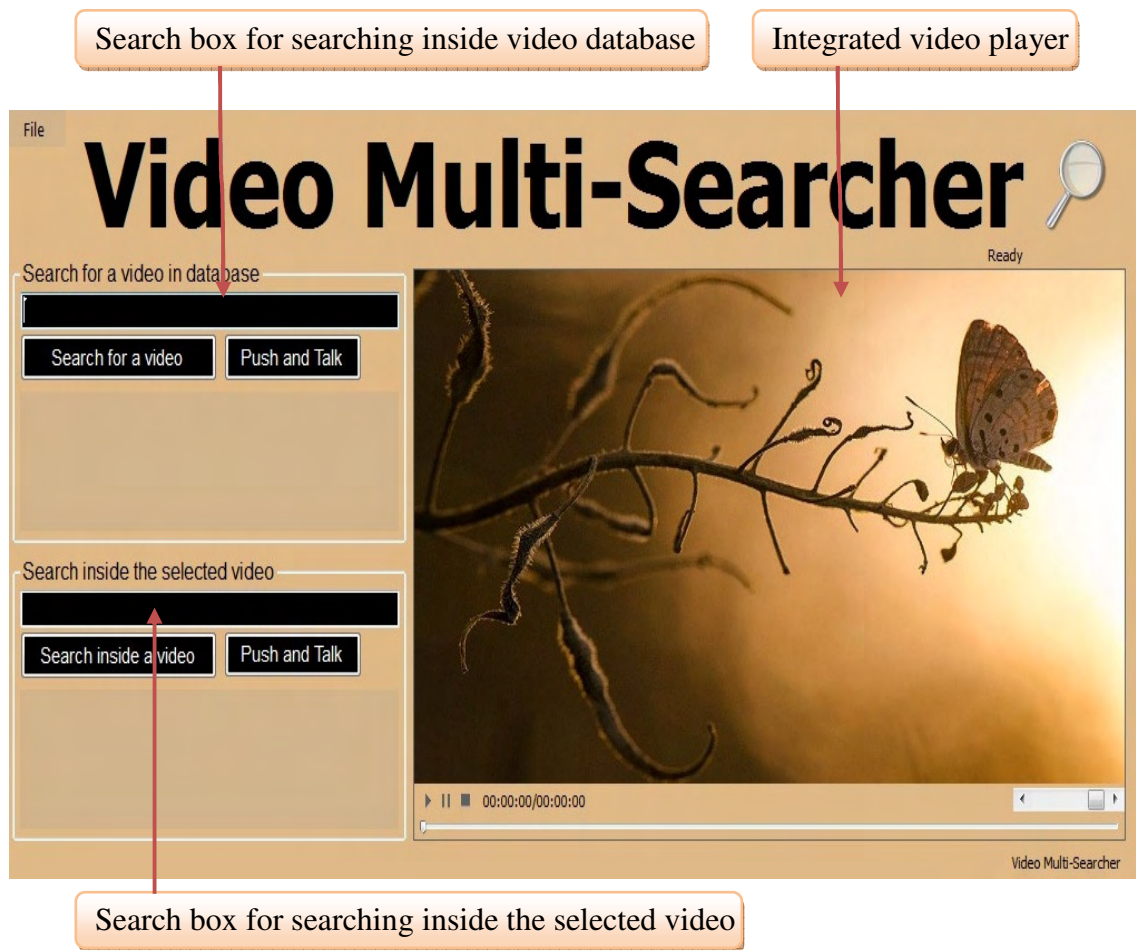 Search box for searching inside video database
Integrated video player
File
Video Multi-Searcher
Ready
Search for a video in database
Search for a video
Push and Talk
Search inside the selected video
Search inside a video
Push and Talk
00:00:00/00:00:00
Video Multi-Searcher
Search box for searching inside the selected video